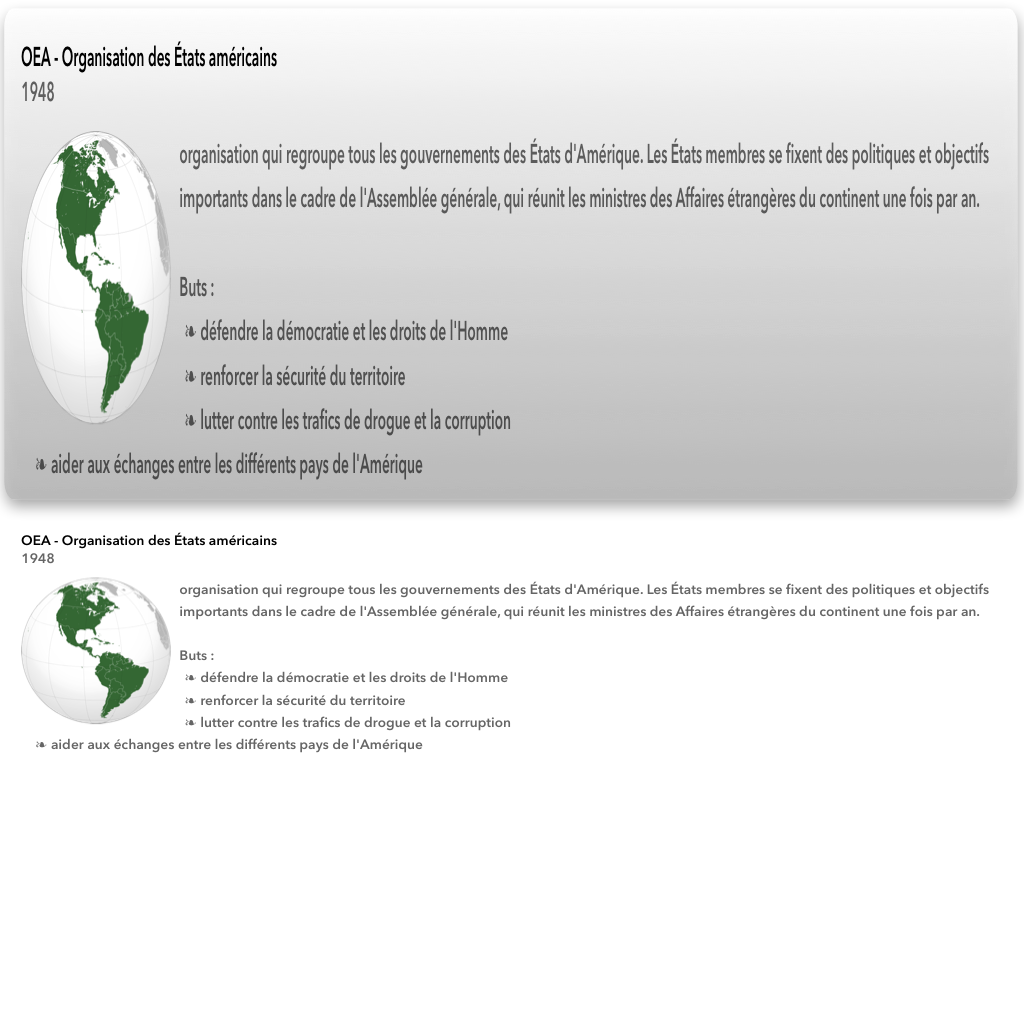 OEA - Organisation des États américains
1948
organisation qui regroupe tous les gouvernements des États d'Amérique. Les États membres se fixent des politiques et objectifs
importants dans le cadre de l'Assemblée générale, qui réunit les ministres des Affaires étrangères du continent une fois par an.
Buts :
❧ défendre la démocratie et les droits de l'Homme
❧ renforcer la sécurité du territoire
❧ lutter contre les trafics de drogue et la corruption
❧ aider aux échanges entre les différents pays de l'Amérique
OEA - Organisation des États américains
1948
organisation qui regroupe tous les gouvernements des États d'Amérique. Les États membres se fixent des politiques et objectifs
importants dans le cadre de l'Assemblée générale, qui réunit les ministres des Affaires étrangères du continent une fois par an.
Buts :
❧ défendre la démocratie et les droits de l'Homme
❧ renforcer la sécurité du territoire
❧ lutter contre les trafics de drogue et la corruption
❧ aider aux échanges entre les différents pays de l'Amérique